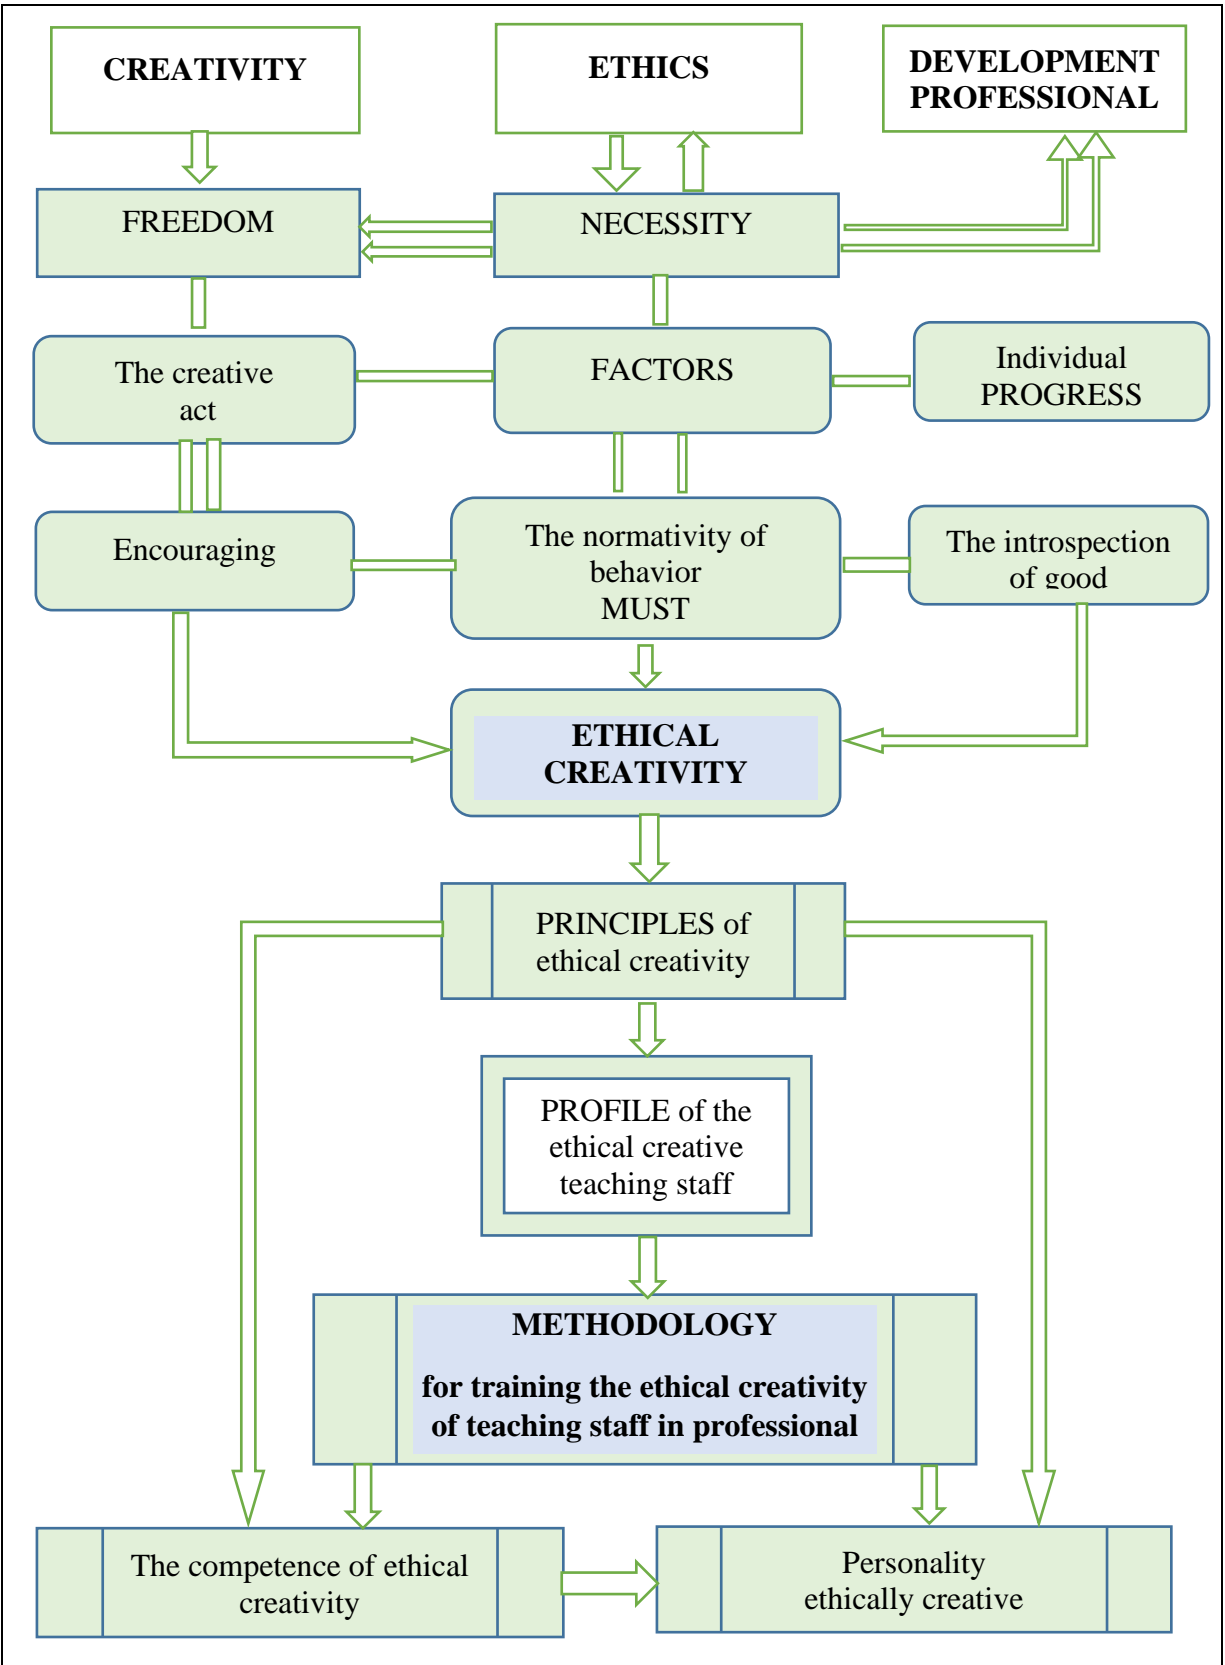 CREATIVITY
ETHICS
DEVELOPMENT
PROFESSIONAL
FREEDOM
NECESSITY
The creative
act
FACTORS
Individual
PROGRESS
Encouraging
The normativity of
behavior
MUST
The introspection
of good
ETHICAL
CREATIVITY
PRINCIPLES of
ethical creativity
PROFILE of the
ethical creative
teaching staff
METHODOLOGY
for training the ethical creativity
of teaching staff in professional
The competence of ethical
creativity
Personality
ethically creative